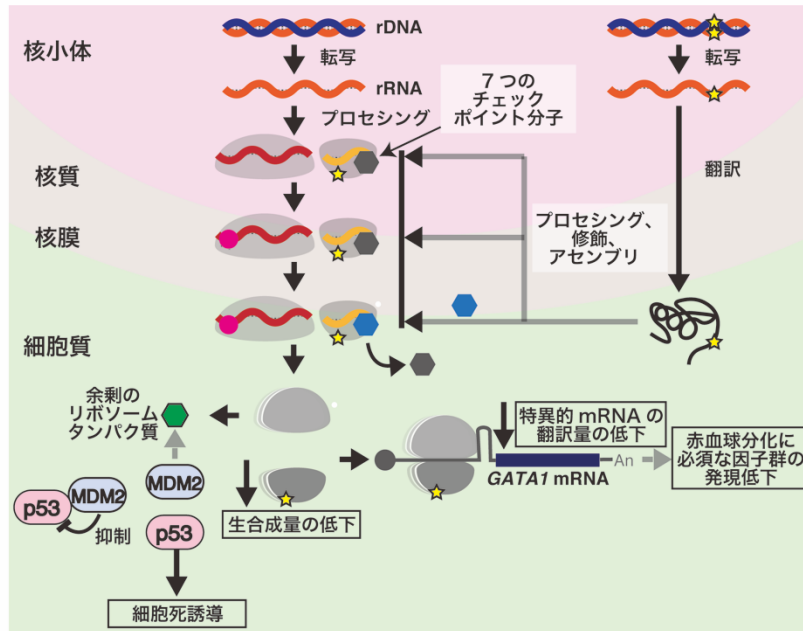 核小体
rDNA
転写
rRNA
プロセシング
7つの
チェック
ポイント分子
転写
核質
翻訳
核膜
プロセシング、
修飾、
アセンブリ
細胞質
余剰の
リボソーム
タンパク質
MDM2
p53
MDM2
抑制
p53
細胞死誘導
生合成量の低下
特異的 mRNA の
翻訳量の低下
GATA1 mRNA
An
赤血球分化に
必須な因子群の
発現低下